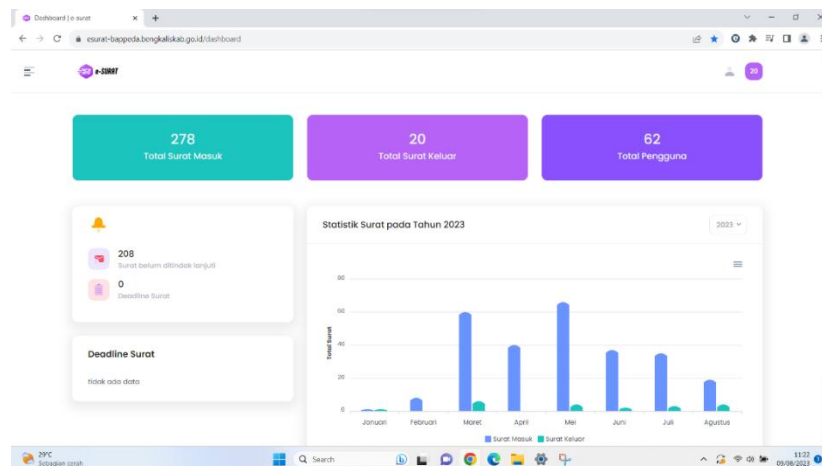 Dashboard | e surat
esurat-bappeda.bengkaliskab.go.id/dashboard
e-SURAT
20
278
Total Surat Masuk
20
Total Surat Keluar
62
Total Pengguna
208
Surat belum ditindak lanjuti
0
Deadline Surat
Deadline Surat
tidak ada data
Statistik Surat pada Tahun 2023
2023
80
60
40
20
0
Total Surat
Januari Februari Maret April Mei Juni Juli Agustus
Surat Masuk Surat Keluar
29°C
Sebagian cerah
Search
11:22
09/08/2023